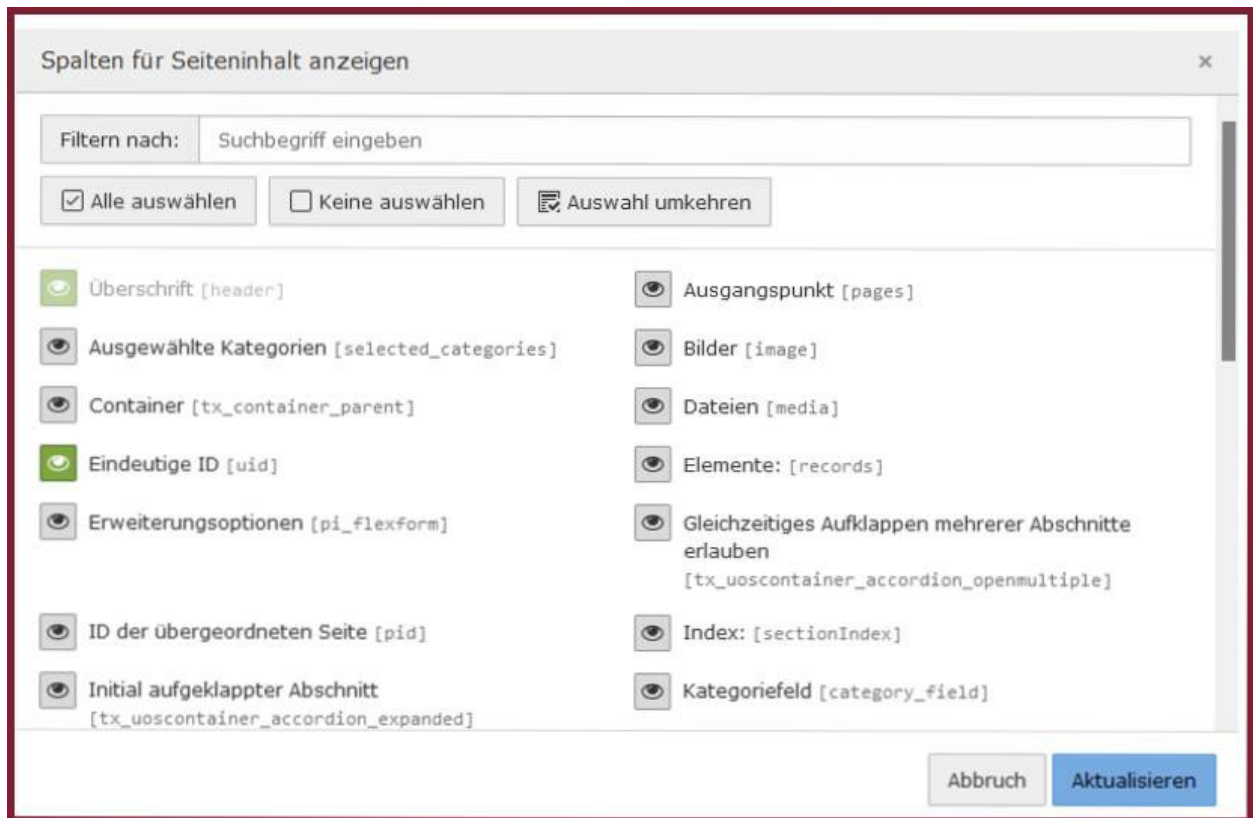 Spalten für Seiteninhalt anzeigen
Filtern nach: Suchbegriff eingeben
Alle auswählen Keine auswählen Auswahl umkehren
Überschrift [header] Ausgangspunkt [pages]
Ausgewählte Kategorien [selected_categories] Bilder [image]
Container [tx_container_parent] Dateien [media]
Eindeutige ID [uid] Elemente: [records]
Erweiterungsoptionen [pi_flexform] Gleichzeitiges Aufklappen mehrerer Abschnitte
erlauben
[tx_uoscontainer_accordion_openmultiple]
ID der übergeordneten Seite [pid] Index: [sectionIndex]
Initial aufgeklappter Abschnitt Kategoriefeld [category_field]
[tx_uoscontainer_accordion_expanded]
Abbruch Aktualisieren